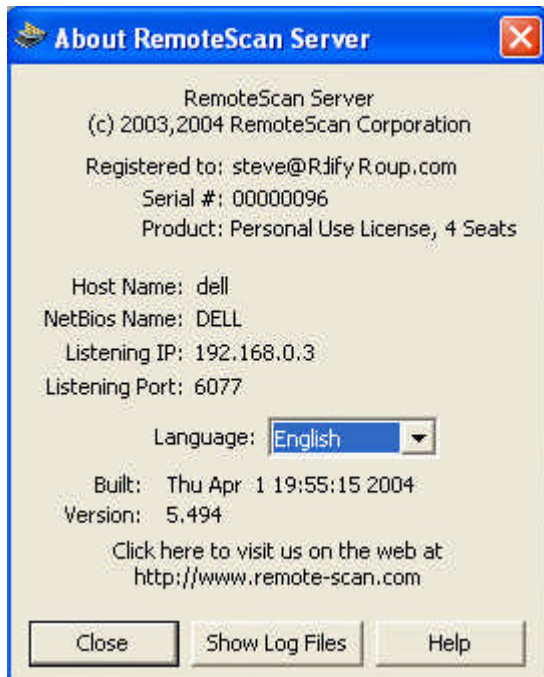 About RemoteScan Server
RemoteScan Server
(c) 2003,2004 RemoteScan Corporation
Registered to: steve@
Serial #: 00000096
Product: Personal Use License, 4 Seats
Host Name: dell
NetBios Name: DELL
Listening IP: 192.168.0.3
Listening Port: 6077
Language: English
Built: Thu Apr 1 19:55:15 2004
Version: 5.494
Click here to visit us on the web at
http://www.remote-scan.com
Close Show Log Files Help